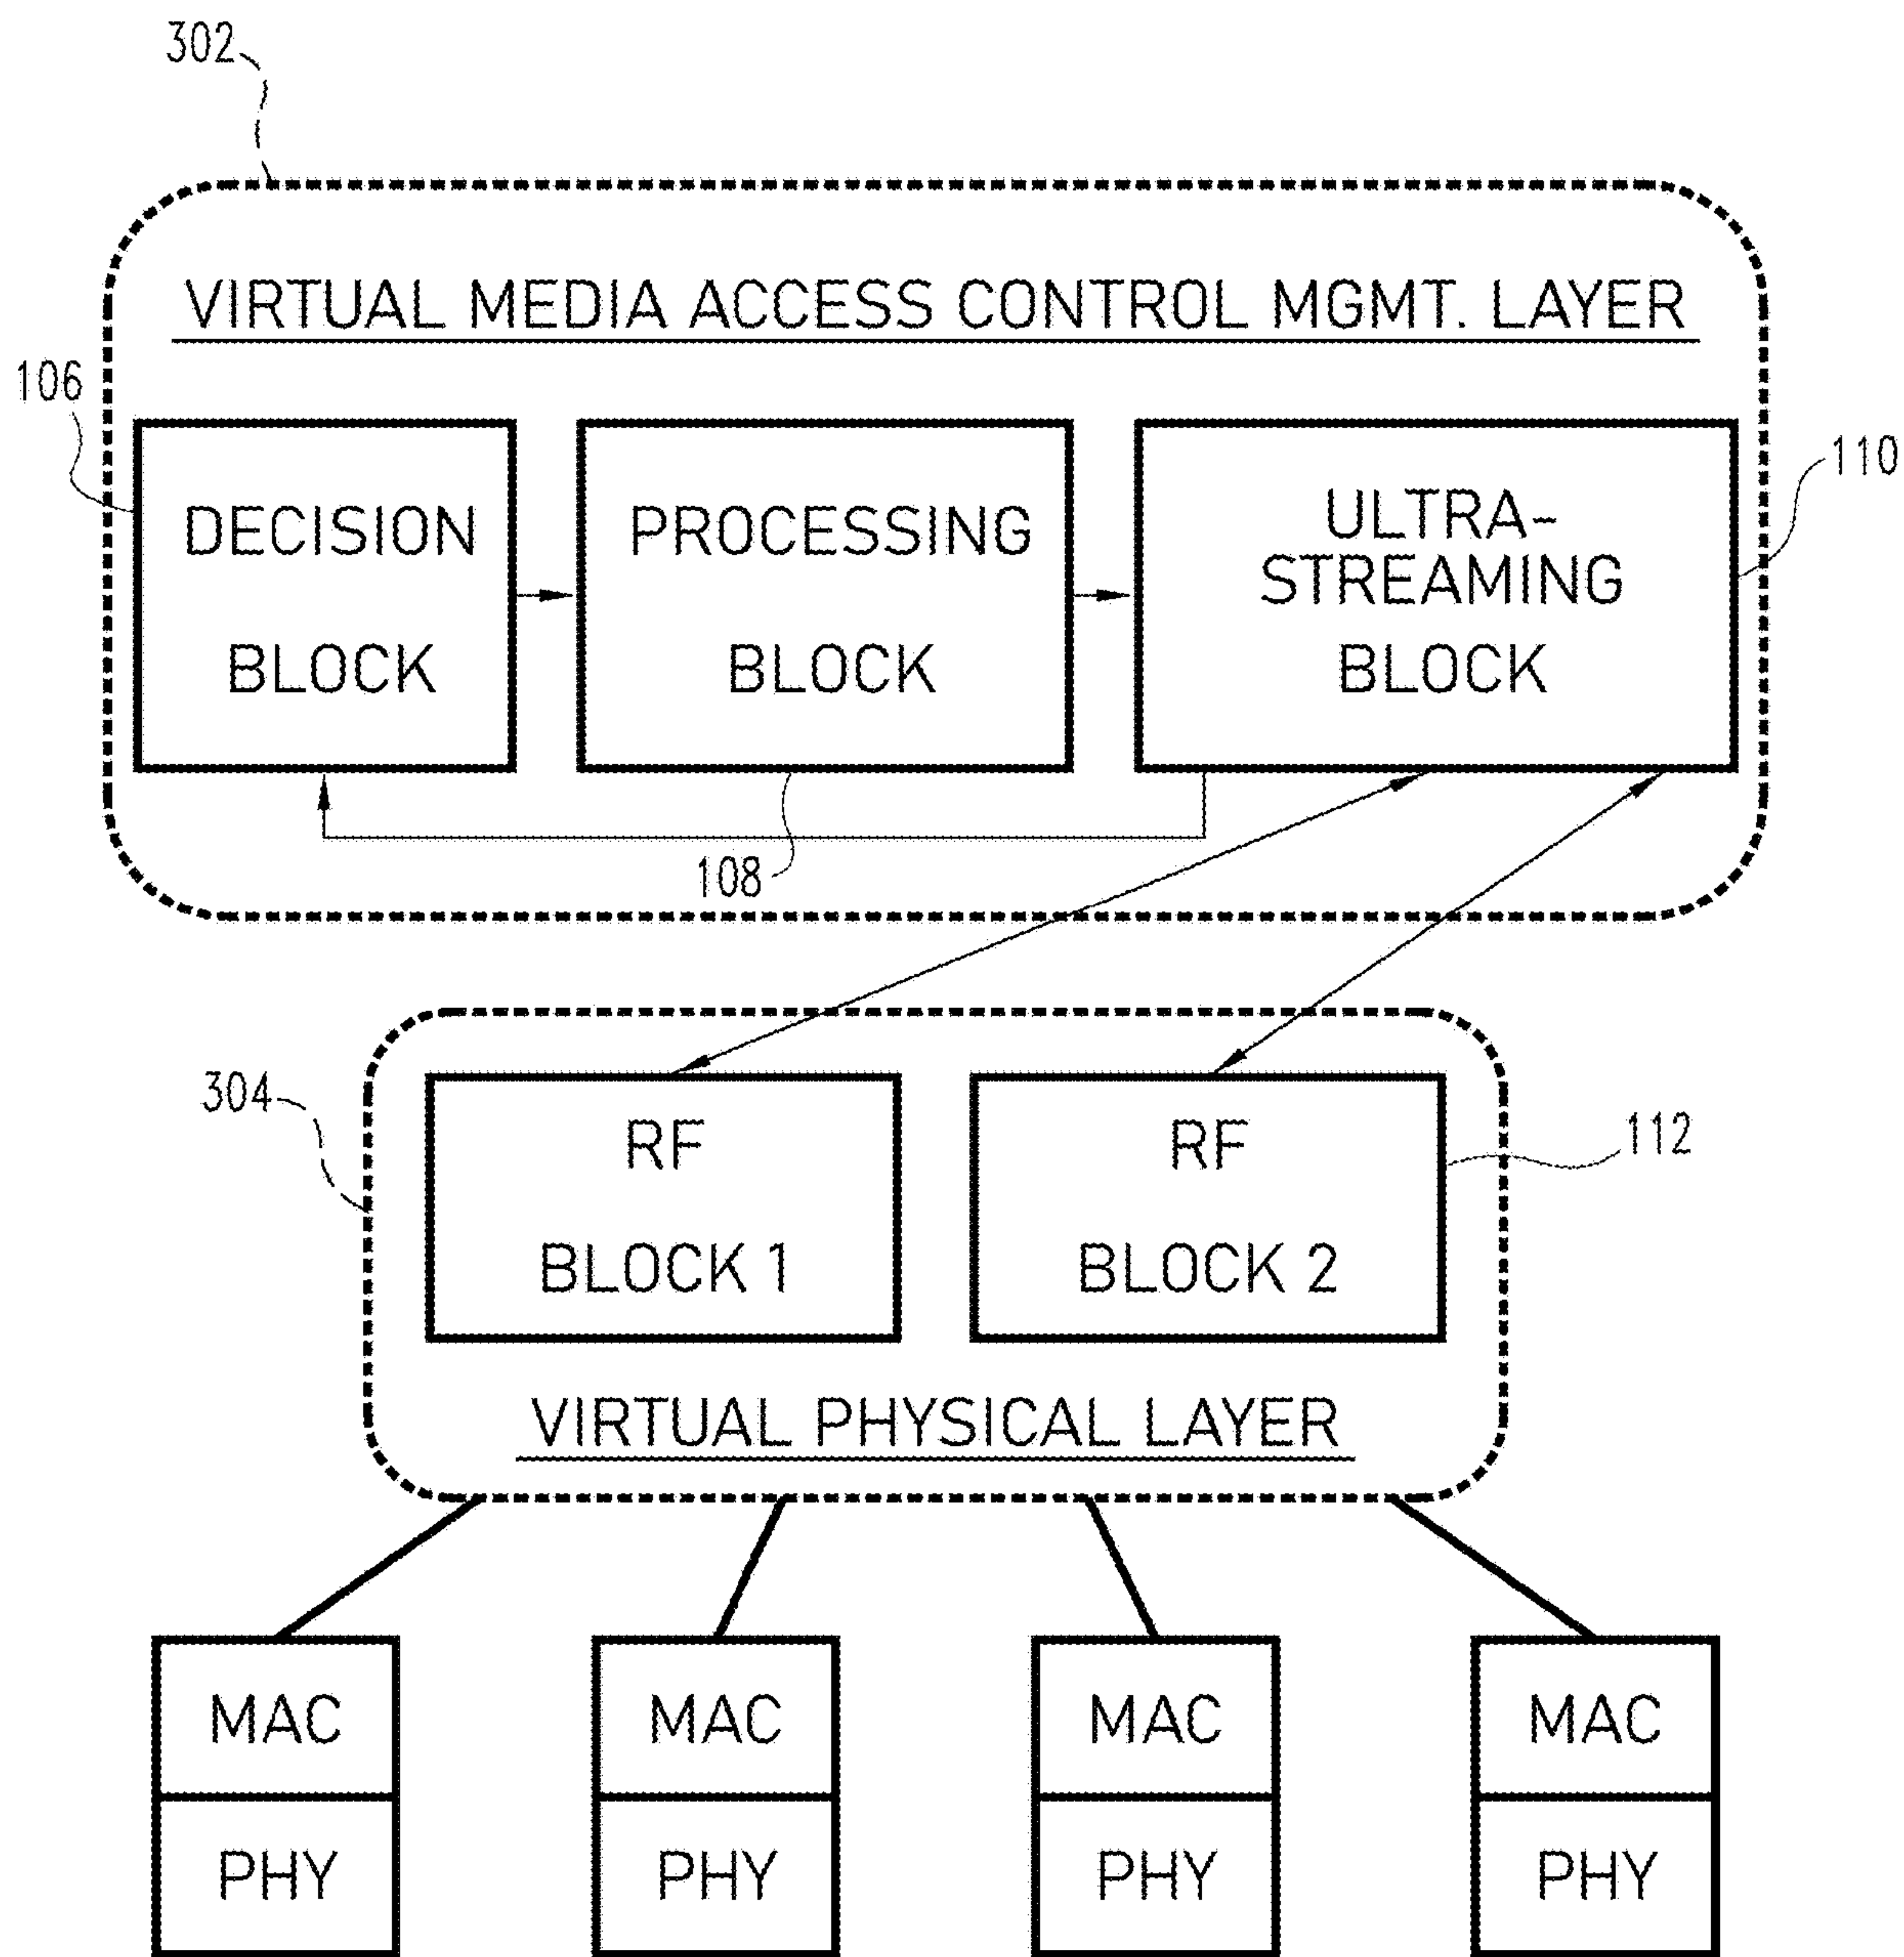 302
VIRTUAL MEDIA ACCESS CONTROL MGMT. LAYER
106
DECISION
BLOCK
PROCESSING
BLOCK
ULTRA-
STREAMING
BLOCK
110
108
304
RF
BLOCK 1
RF
BLOCK 2
112
VIRTUAL PHYSICAL LAYER
MAC
PHY
MAC
PHY
MAC
PHY
MAC
PHY